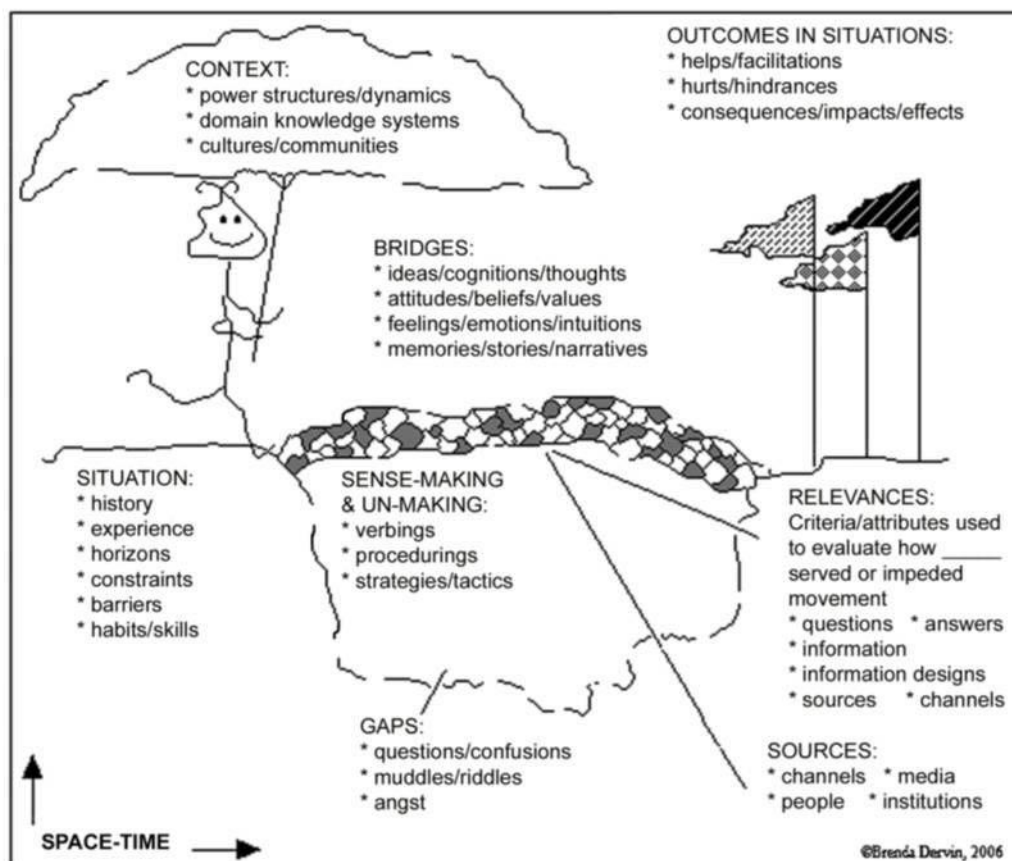 CONTEXT:
* power structures/dynamics
* domain knowledge systems
* cultures/communities
OUTCOMES IN SITUATIONS:
* helps/facilitations
* hurts/hindrances
* consequences/impacts/effects
BRIDGES:
* ideas/cognitions/thoughts
* attitudes/beliefs/values
* feelings/emotions/intuitions
* memories/stories/narratives
SITUATION:
* history
* experience
* horizons
* constraints
* barriers
* habits/skills
SENSE-MAKING
& UN-MAKING:
* verbings
* procedurings
* strategies/tactics
RELEVANCES:
Criteria/attributes used
to evaluate how _____
served or impeded
movement
* questions * answers
* information
* information designs
* sources * channels
GAPS:
* questions/confusions
* muddles/riddles
* angst
SOURCES:
* channels * media
* people * institutions
SPACE-TIME
©Brenda Dervin, 2006